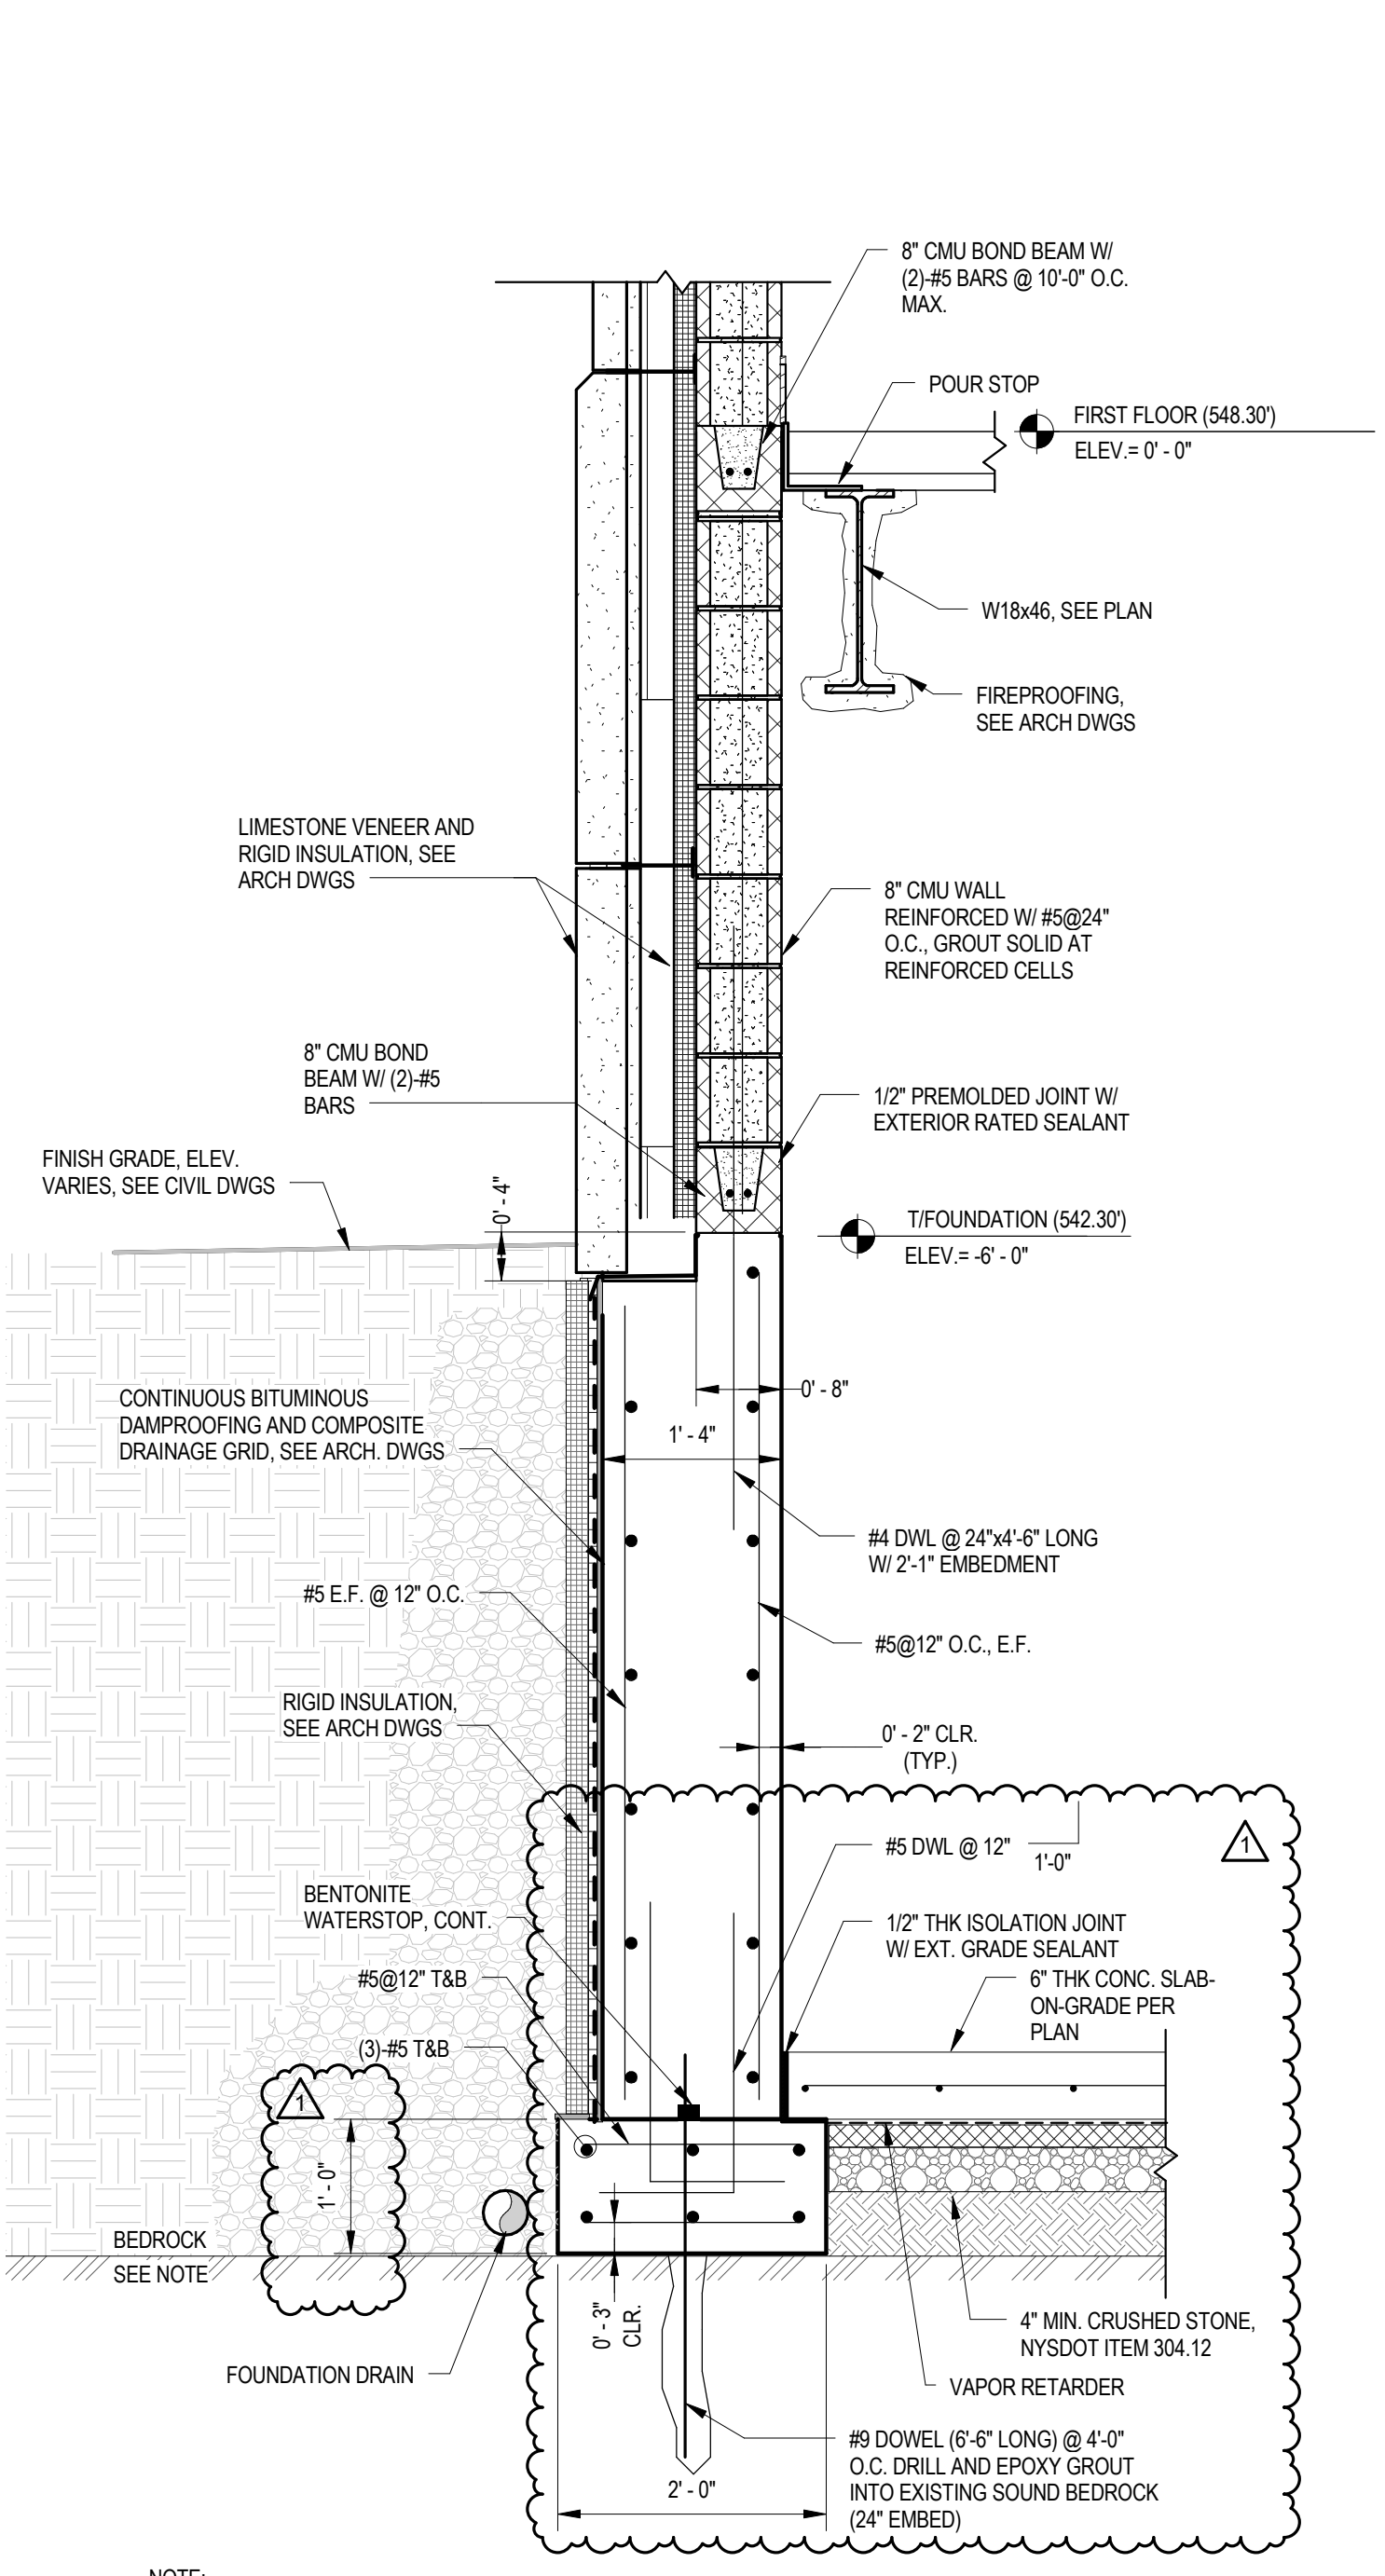 8" CMU BOND BEAM W/
(2)-#5 BARS @ 10'-0" O.C.
MAX.
POUR STOP
FIRST FLOOR (548.30')
ELEV.= 0' - 0"
W18x46, SEE PLAN
FIREPROOFING,
SEE ARCH DWGS
LIMESTONE VENEER AND
RIGID INSULATION, SEE
ARCH DWGS
8" CMU WALL
REINFORCED W/ #5@24"
O.C., GROUT SOLID AT
REINFORCED CELLS
8" CMU BOND
BEAM W/ (2)-#5
BARS
1/2" PREMOLDED JOINT W/
EXTERIOR RATED SEALANT
FINISH GRADE, ELEV.
VARIES, SEE CIVIL DWGS
0' - 4"
T/FOUNDATION (542.30')
ELEV.= -6' - 0"
0' - 8"
CONTINUOUS BITUMINOUS
DAMPROOFING AND COMPOSITE
DRAINAGE GRID, SEE ARCH. DWGS
1' - 4"
#4 DWL @ 24"x4'-6" LONG
W/ 2'-1" EMBEDMENT
#5 E.F. @ 12" O.C.
#5@12" O.C., E.F.
RIGID INSULATION,
SEE ARCH DWGS
0' - 2" CLR.
(TYP.)
#5 DWL @ 12"
1'-0"
1
BENTONITE
WATERSTOP, CONT.
1/2" THK ISOLATION JOINT
W/ EXT. GRADE SEALANT
#5@12" T&B
6" THK CONC. SLAB-
ON-GRADE PER
PLAN
(3)-#5 T&B
1
1' - 0"
BEDROCK
SEE NOTE
0' - 3"
CLR.
4" MIN. CRUSHED STONE,
NYSDOT ITEM 304.12
FOUNDATION DRAIN
VAPOR RETARDER
#9 DOWEL (6'-6" LONG) @ 4'-0"
O.C. DRILL AND EPOXY GROUT
INTO EXISTING SOUND BEDROCK
(24" EMBED)
2' - 0"
NOTE: